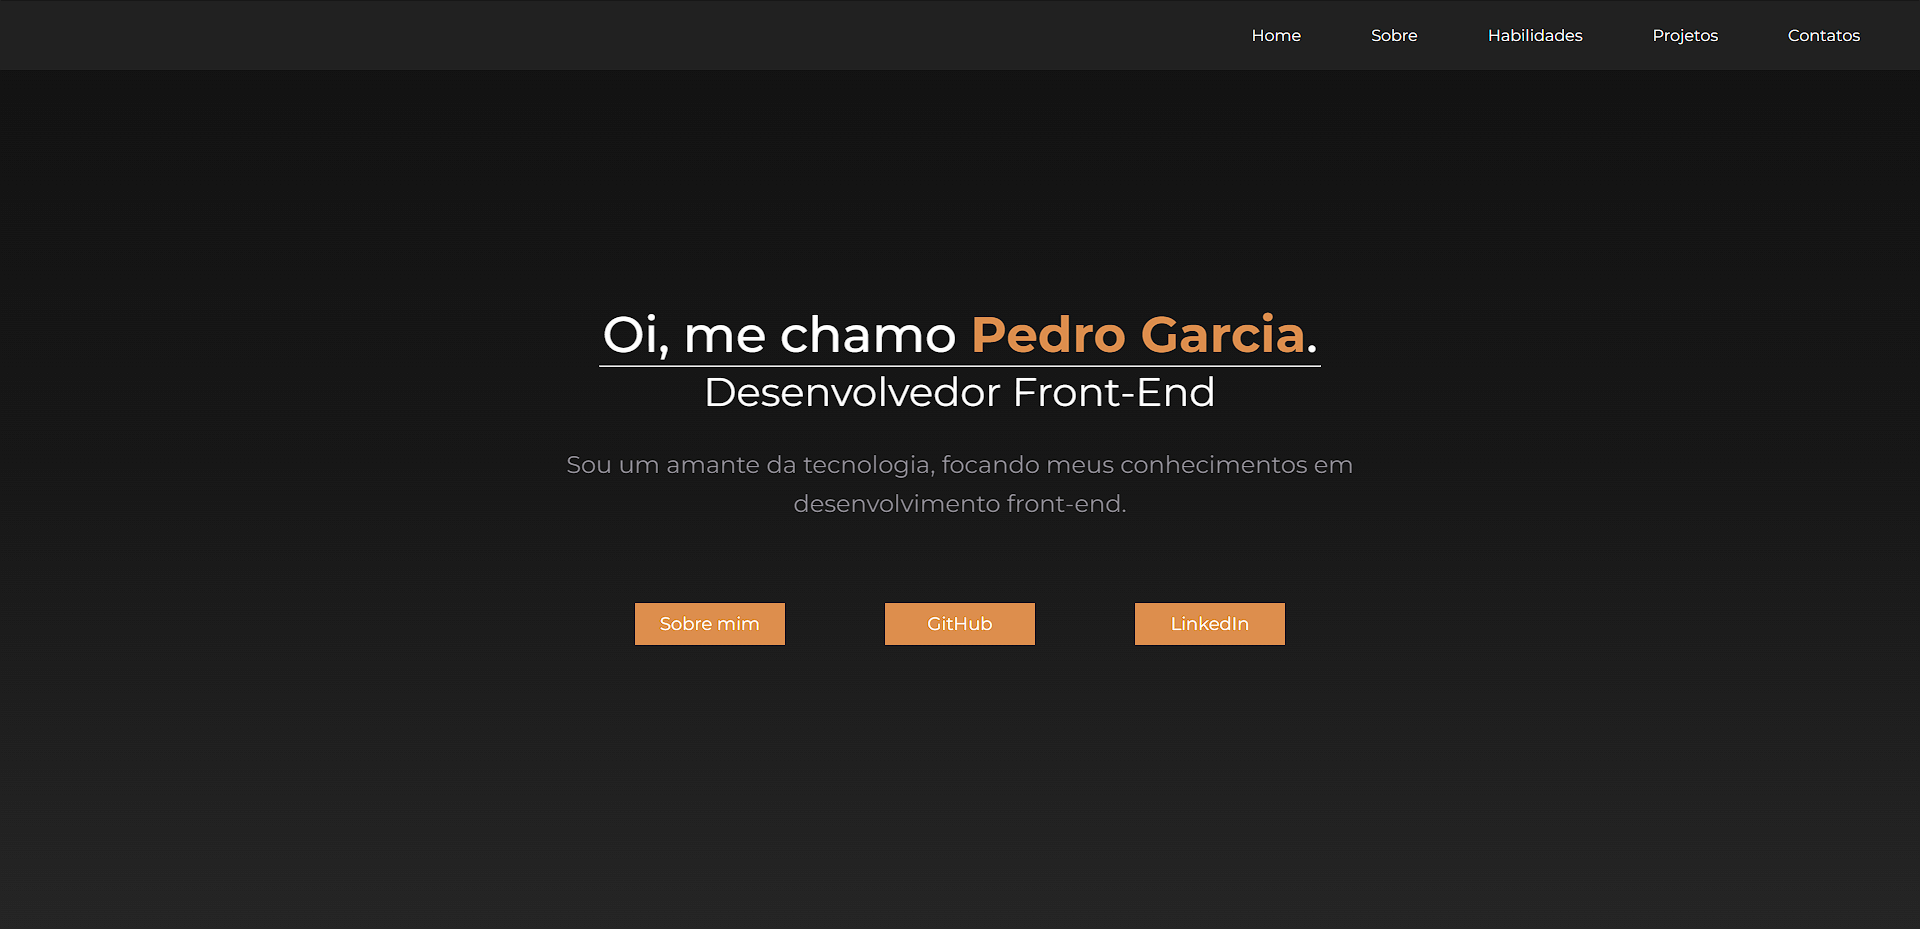 Home Sobre Habilidades Projetos Contatos
Oi, me chamo Pedro Garcia.
Desenvolvedor Front-End
Sou um amante da tecnologia, focando meus conhecimentos em
desenvolvimento front-end.
Sobre mim GitHub LinkedIn